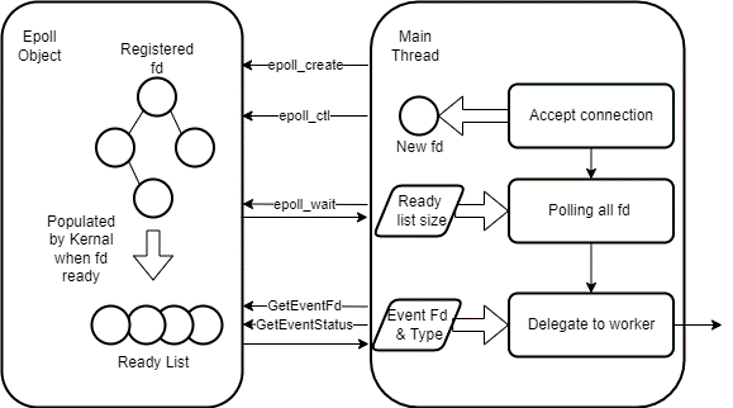 Epoll
Object
Registered
fd
Populated
by Kernal
when fd
ready
Ready List
epoll_create
epoll_ctl
epoll_wait
GetEventFd
GetEventStatus
Main
Thread
New fd
Accept connection
Ready
list size
Polling all fd
Event Fd
& Type
Delegate to worker